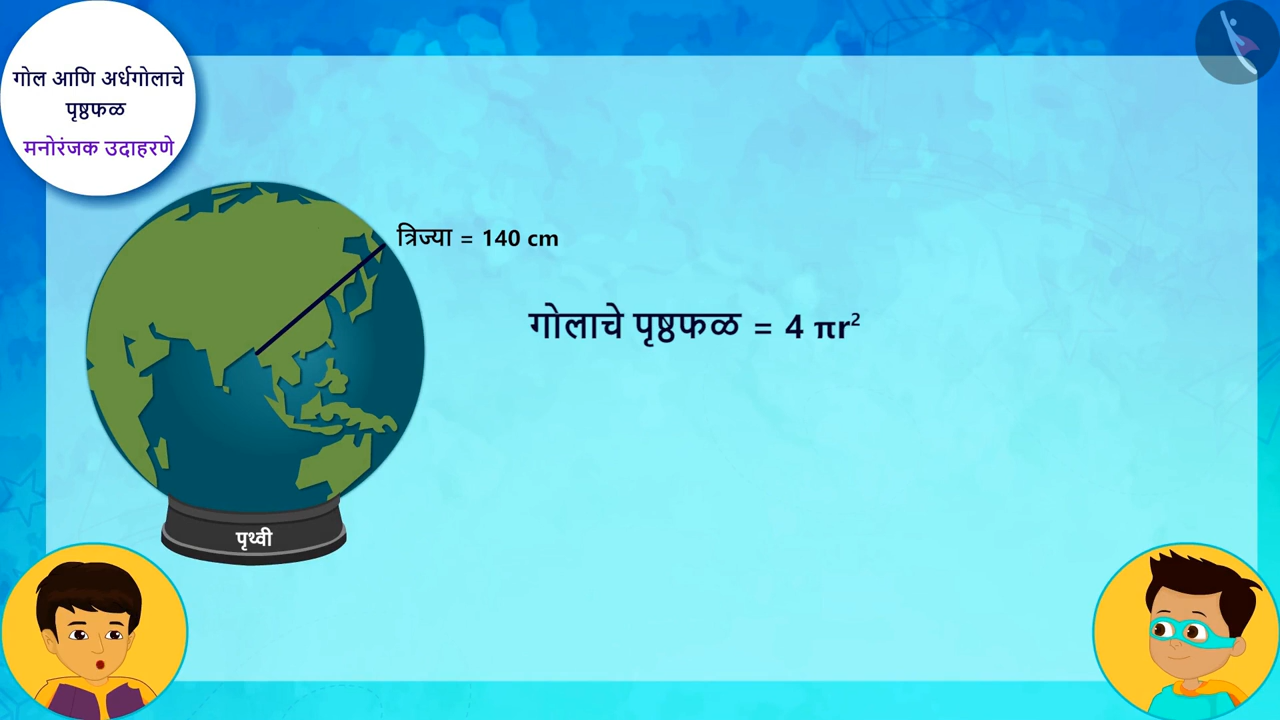 गोल आणि अर्धगोलाचे
पृष्ठफळ
मनोरंजक उदाहरणे
त्रिज्या = 140 cm
गोलाचे पृष्ठफळ = 4 πr²
पृथ्वी